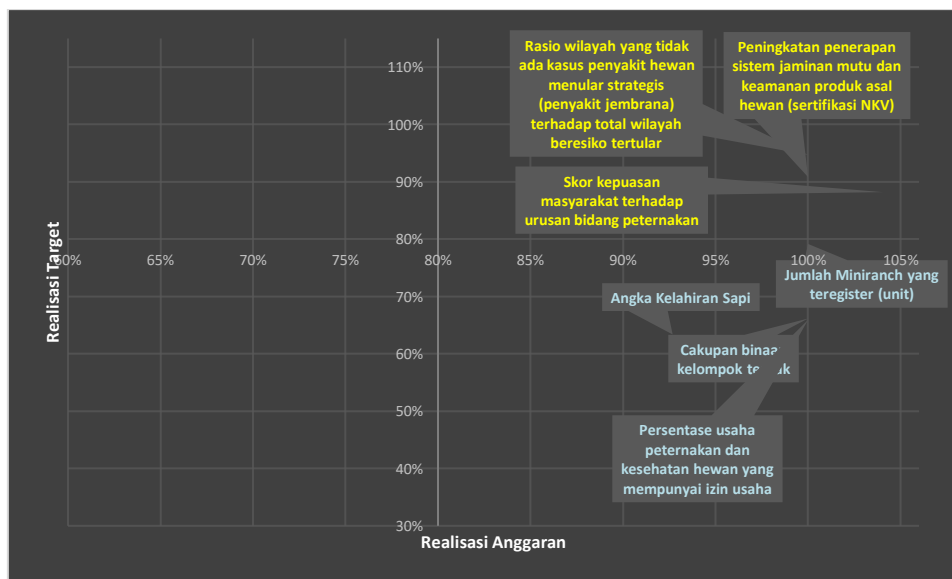 110%
100%
90%
80%
70%
60%
50%
40%
30%
60%
65%
70%
75%
80%
85%
90%
95%
100%
105%
Realisasi Target
Realisasi Anggaran
Rasio wilayah yang tidak
ada kasus penyakit hewan
menular strategis
(penyakit jembrana)
terhadap total wilayah
beresiko tertular
Peningkatan penerapan
sistem jaminan mutu dan
keamanan produk asal
hewan (sertifikasi NKV)
Skor kepuasan
masyarakat terhadap
urusan bidang peternakan
Jumlah Miniranch yang
teregister (unit)
Angka Kelahiran Sapi
Cakupan binaan
kelompok
Persentase usaha
peternakan dan
kesehatan hewan yang
mempunyai izin usaha